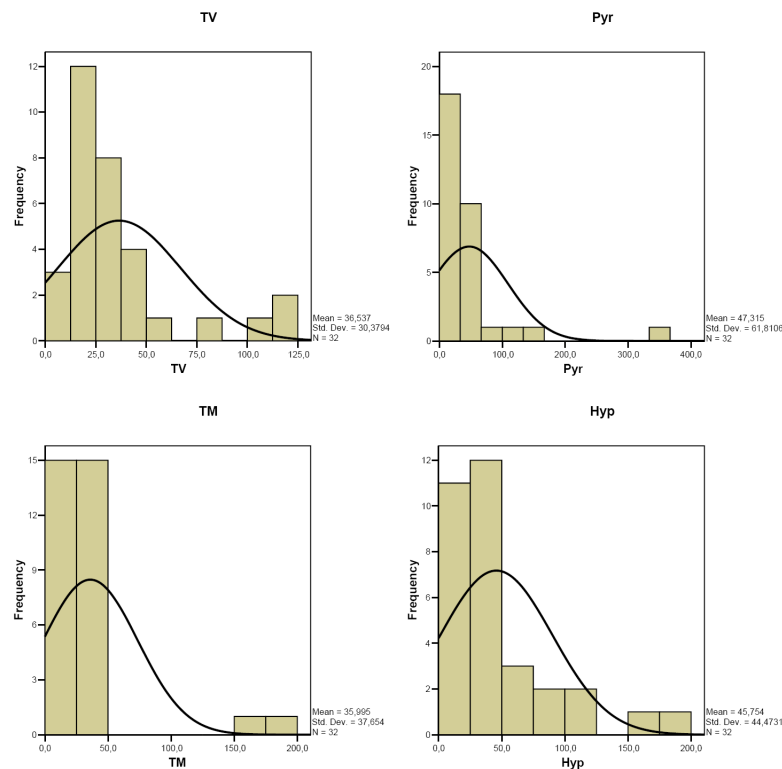 TV
Frequency
12
10
8
6
4
2
0
0,0 25,0 50,0 75,0 100,0 125,0
TV
Mean = 36,537
Std. Dev. = 30,3794
N = 32
Pyr
Frequency
20
15
10
5
0
0,0 100,0 200,0 300,0 400,0
Pyr
Mean = 47,315
Std. Dev. = 61,8106
N = 32
TM
Frequency
15
12
9
6
3
0
0,0 50,0 100,0 150,0 200,0
TM
Mean = 35,995
Std. Dev. = 37,654
N = 32
Hyp
Frequency
12
10
8
6
4
2
0
0,0 50,0 100,0 150,0 200,0
Hyp
Mean = 45,754
Std. Dev. = 44,4731
N = 32